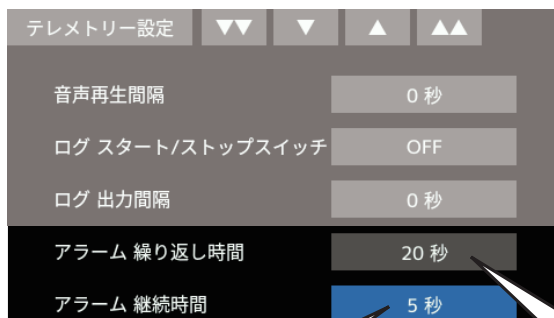 テレメトリー設定 ▼▼ ▼ ▲ ▲▲
音声再生間隔 0 秒
ログ スタート/ストップスイッチ OFF
ログ 出力間隔 0 秒
アラーム 繰り返し時間 20 秒
アラーム 継続時間 5 秒